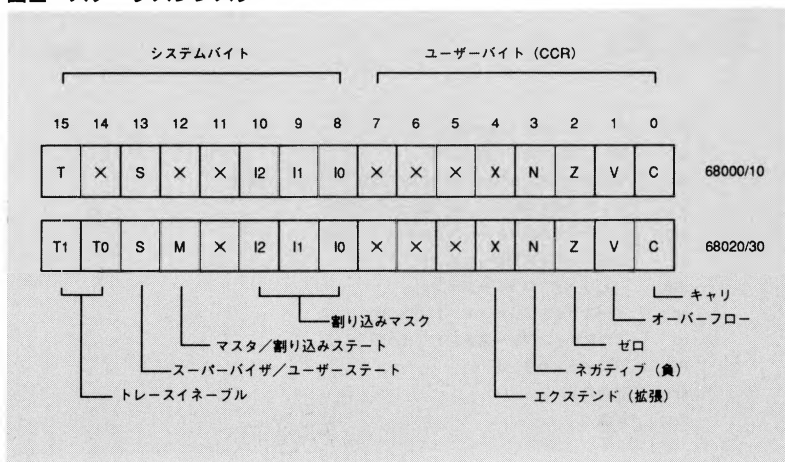 システムバイト ユーザーバイト (CCR)
15 14 13 12 11 10 9 8 7 6 5 4 3 2 1 0
T × S × × I2 I1 I0 × × × X N Z V C 68000/10
T1 T0 S M × I2 I1 I0 × × × X N Z V C 68020/30
キャリ
割り込みマスク オーバーフロー
マスタ/割り込みステート ゼロ
スーパーバイザ/ユーザーステート ネガティブ (負)
トレースイネーブル エクステンド (拡張)